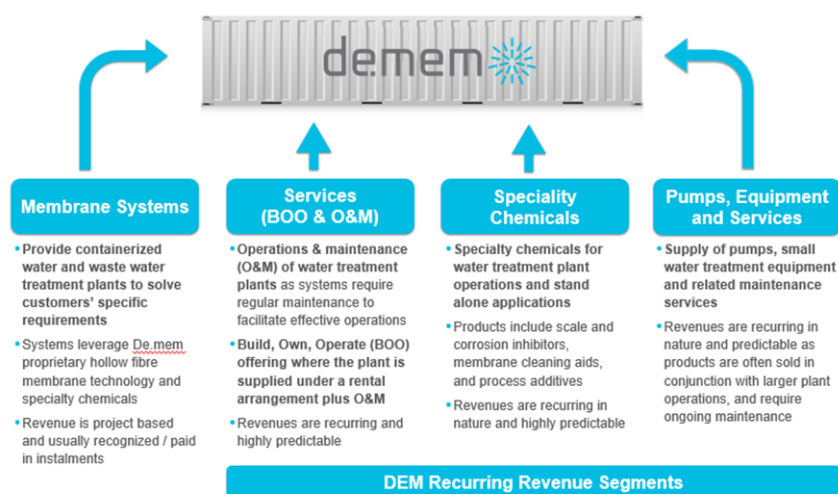 de.mem
Membrane Systems
• Provide containerized
water and waste water
treatment plants to solve
customers' specific
requirements
• Systems leverage De.mem
proprietary hollow fibre
membrane technology and
specialty chemicals
• Revenue is project based
and usually recognized / paid
in instalments
Services
(BOO & O&M)
• Operations & maintenance
(O&M) of water treatment
plants as systems require
regular maintenance to
facilitate effective operations
• Build, Own, Operate (BOO)
offering where the plant is
supplied under a rental
arrangement plus O&M
• Revenues are recurring and
highly predictable
Speciality
Chemicals
• Specialty chemicals for
water treatment plant
operations and stand
alone applications
• Products include scale and
corrosion inhibitors,
membrane cleaning aids,
and process additives
• Revenues are recurring in
nature and highly predictable
Pumps, Equipment
and Services
• Supply of pumps, small
water treatment equipment
and related maintenance
services
• Revenues are recurring in
nature and predictable as
products are often sold in
conjunction with larger plant
operations, and require
ongoing maintenance
DEM Recurring Revenue Segments